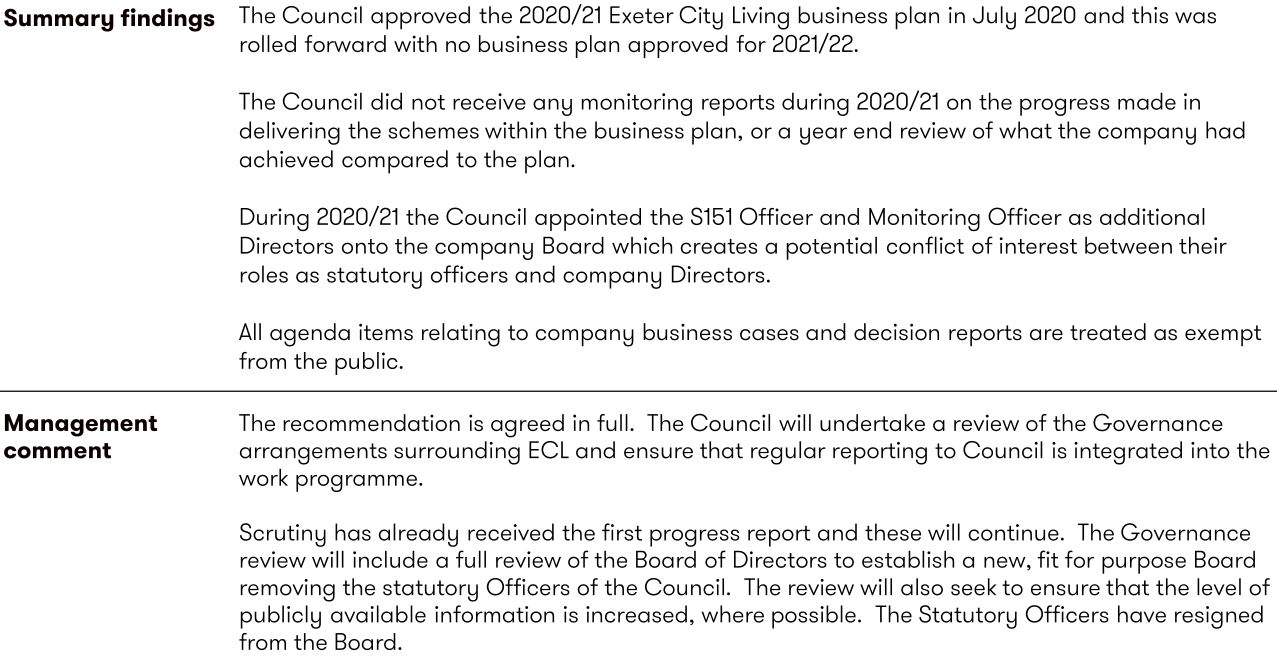 Summary findings
The Council approved the 2020/21 Exeter City Living business plan in July 2020 and this was
rolled forward with no business plan approved for 2021/22.
The Council did not receive any monitoring reports during 2020/21 on the progress made in
delivering the schemes within the business plan, or a year end review of what the company had
achieved compared to the plan.
During 2020/21 the Council appointed the S151 Officer and Monitoring Officer as additional
Directors onto the company Board which creates a potential conflict of interest between their
roles as statutory officers and company Directors.
All agenda items relating to company business cases and decision reports are treated as exempt
from the public.
Management
comment
The recommendation is agreed in full.  The Council will undertake a review of the Governance
arrangements surrounding ECL and ensure that regular reporting to Council is integrated into the
work programme.
Scrutiny has already received the first progress report and these will continue.  The Governance
review will include a full review of the Board of Directors to establish a new, fit for purpose Board
removing the statutory Officers of the Council.  The review will also seek to ensure that the level of
publicly available information is increased, where possible.  The Statutory Officers have resigned
from the Board.